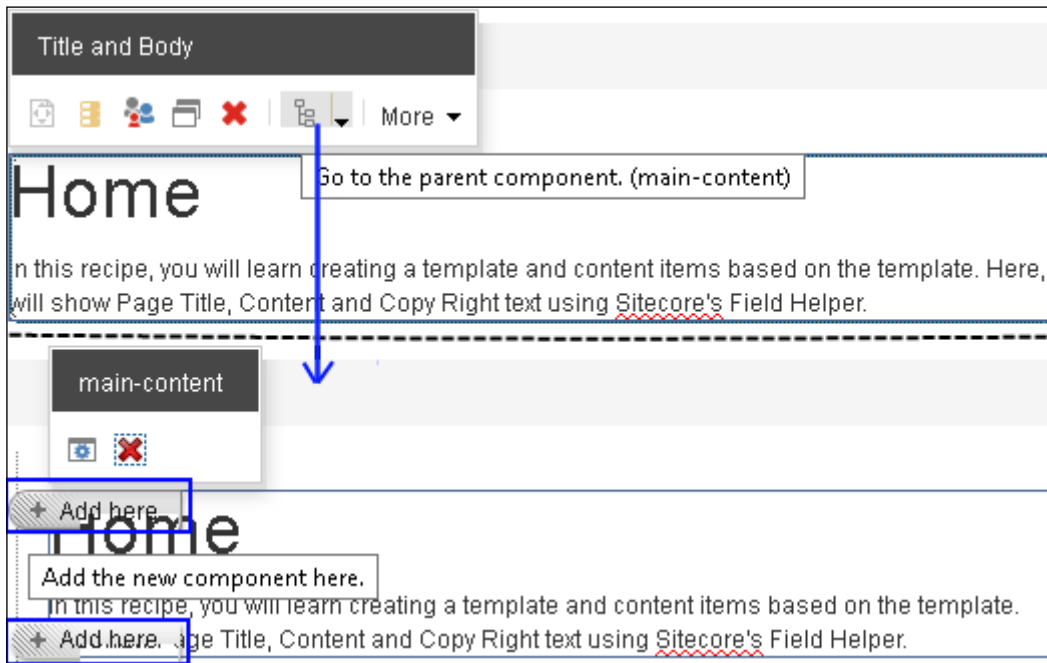 Title and Body
More
Go to the parent component. (main-content)
Home
In this recipe, you will learn creating a template and content items based on the template. Here,
will show Page Title, Content and Copy Right text using Sitecore's Field Helper.
main-content
Add here.
Home
Add the new component here.
In this recipe, you will learn creating a template and content items based on the template.
Add here. age Title, Content and Copy Right text using Sitecore's Field Helper.